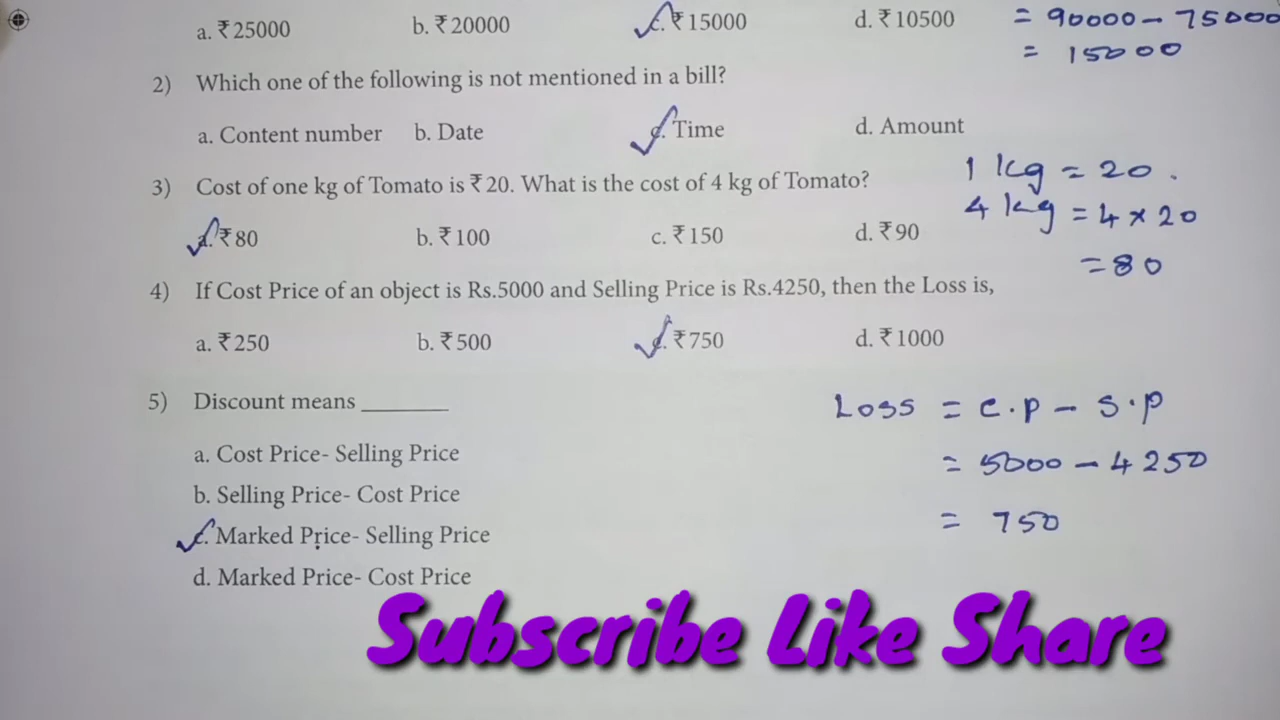 a. ₹25000 b. ₹20000 c. ₹15000 d. ₹10500 = 90000 - 75000
= 15000
2) Which one of the following is not mentioned in a bill?
a. Content number b. Date c. Time d. Amount
3) Cost of one kg of Tomato is ₹20. What is the cost of 4 kg of Tomato?
1 kg = 20.
4 kg = 4 × 20
a. ₹80 b. ₹100 c. ₹150 d. ₹90
= 80
4) If Cost Price of an object is Rs.5000 and Selling Price is Rs.4250, then the Loss is,
a. ₹250 b. ₹500 c. ₹750 d. ₹1000
5) Discount means _______
Loss = C.P - S.P
a. Cost Price- Selling Price
= 5000 - 4250
b. Selling Price- Cost Price
= 750
c. Marked Price- Selling Price
d. Marked Price- Cost Price
Subscribe Like Share